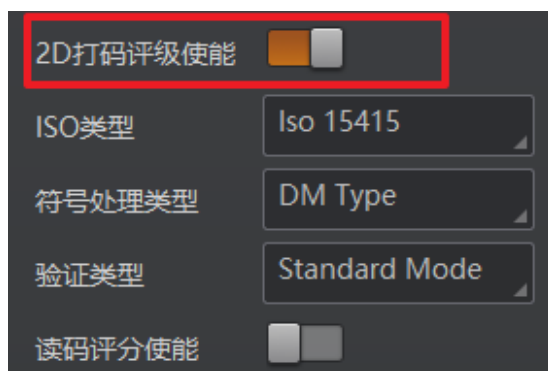 2D打码评级使能
ISO类型
Iso 15415
符号处理类型
DM Type
验证类型
Standard Mode
读码评分使能